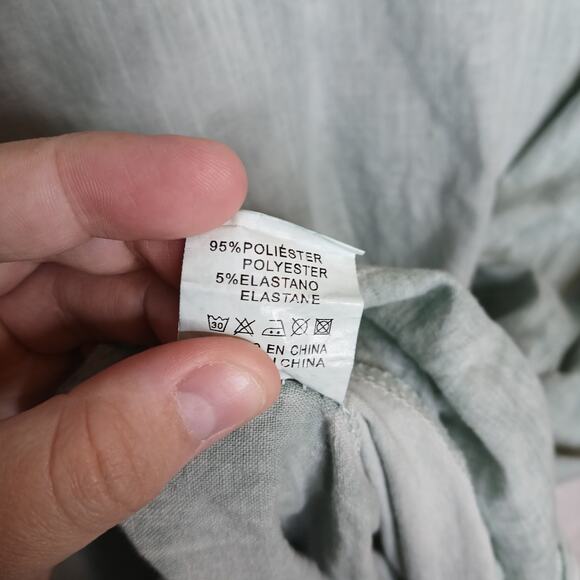 95%POLIÉSTER
POLYESTER
5%ELASTANO
ELASTANE
30
EN CHINA
CHINA